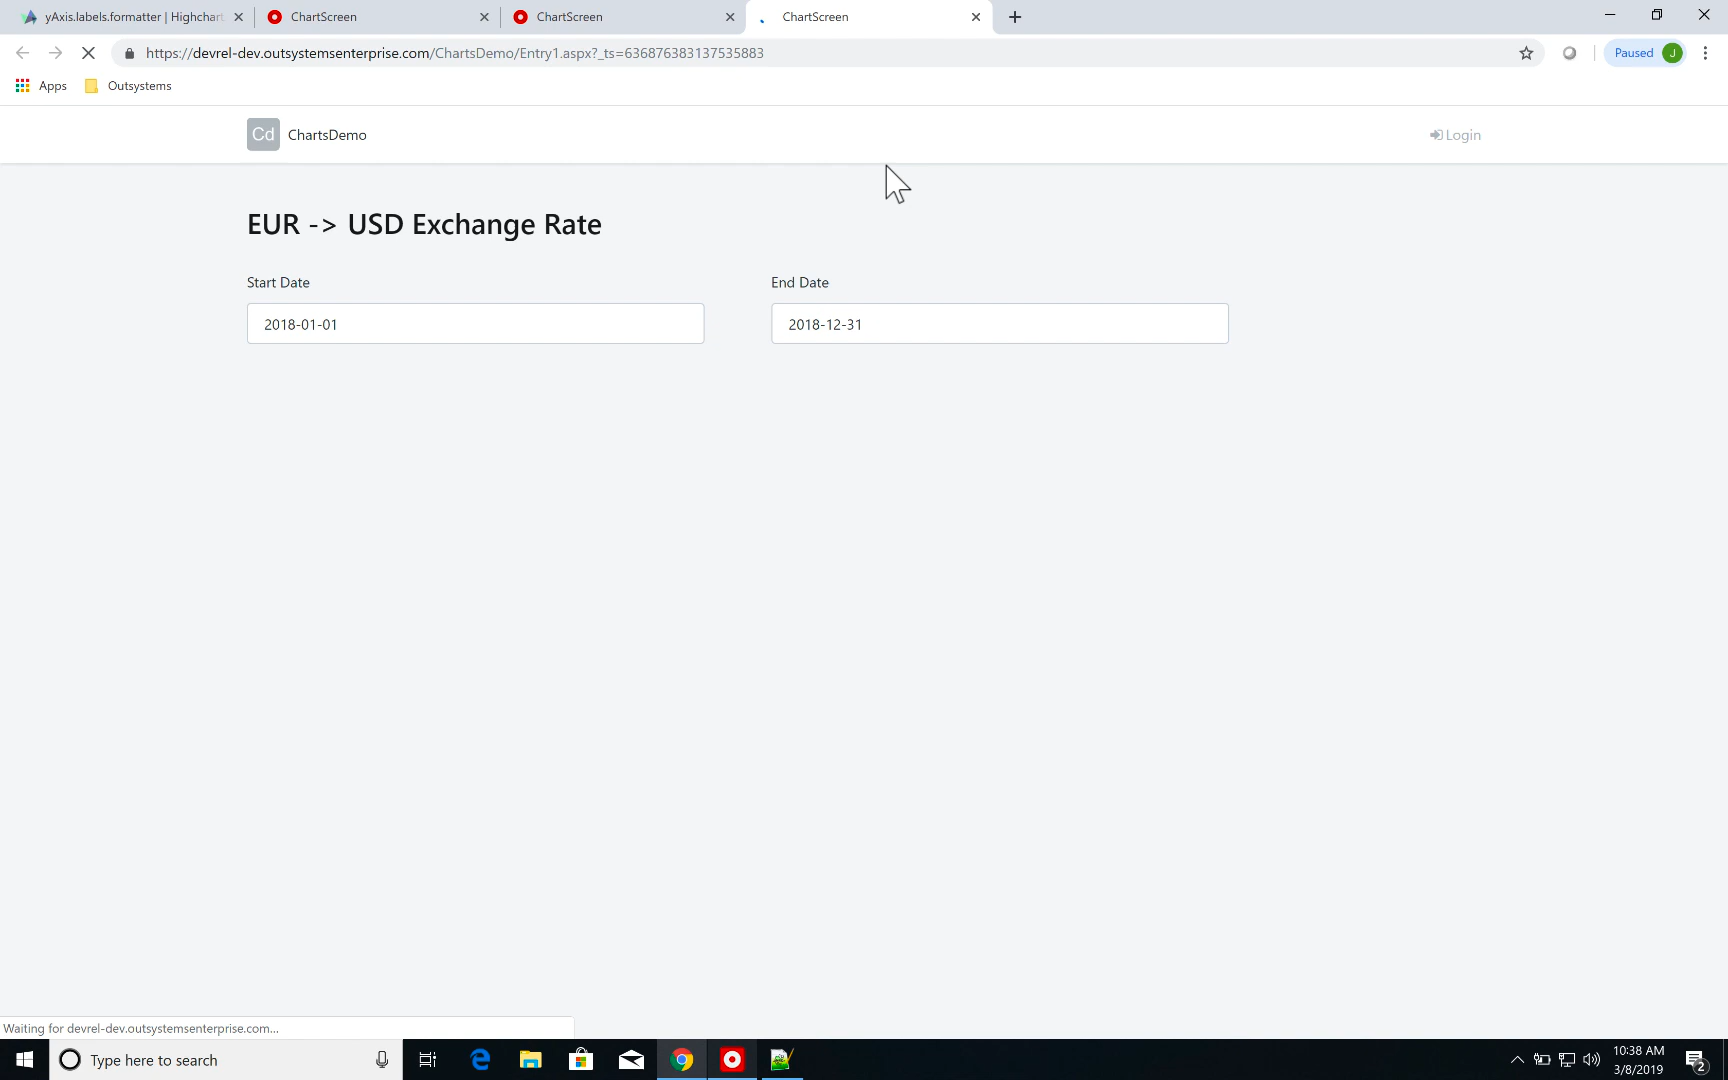 yAxis.labels.formatter | Highchar
ChartScreen
ChartScreen
ChartScreen
https://devrel-dev.outsystemsenterprise.com/ChartsDemo/Entry1.aspx?_ts=636876383137535883
Paused
J
Apps
Outsystems
Cd
ChartsDemo
Login
EUR -> USD Exchange Rate
Start Date
End Date
2018-01-01
2018-12-31
Waiting for devrel-dev.outsystemsenterprise.com...
Type here to search
10:38 AM
3/8/2019
2